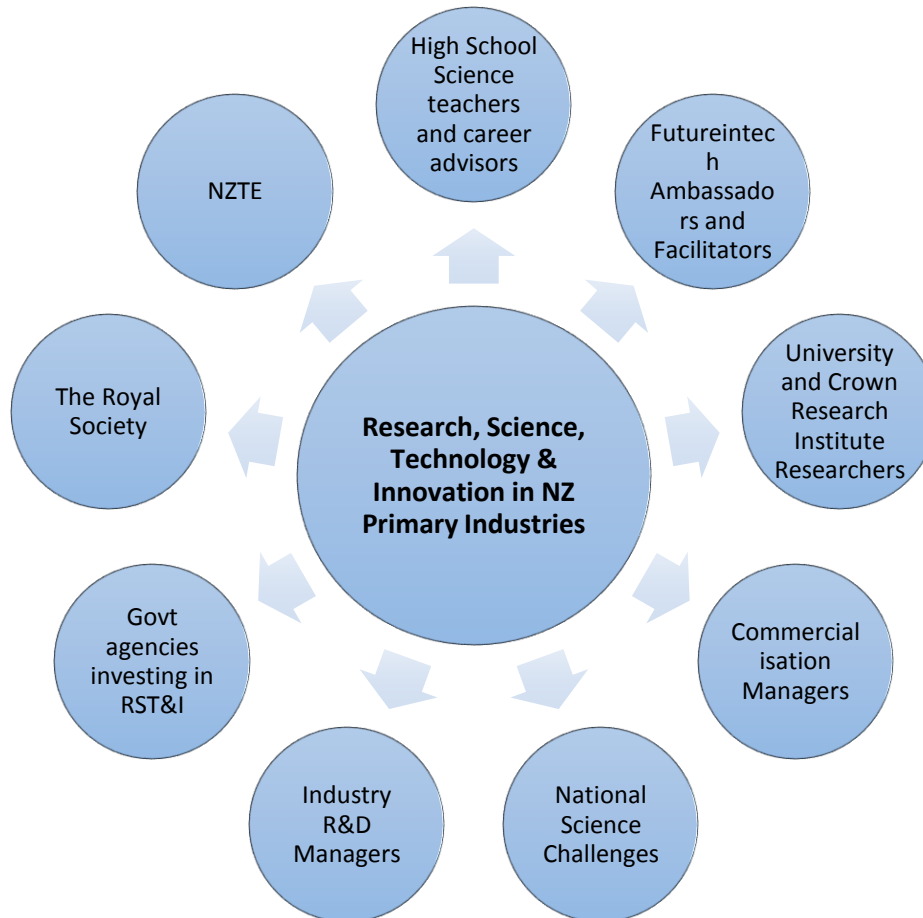 High School
Science
teachers
and career
advisors
Futureintec
h
Ambassado
rs and
Facilitators
University
and Crown
Research
Institute
Researchers
Commercial
isation
Managers
National
Science
Challenges
Industry
R&D
Managers
Govt
agencies
investing in
RST&I
The Royal
Society
NZTE
Research, Science,
Technology &
Innovation in NZ
Primary Industries